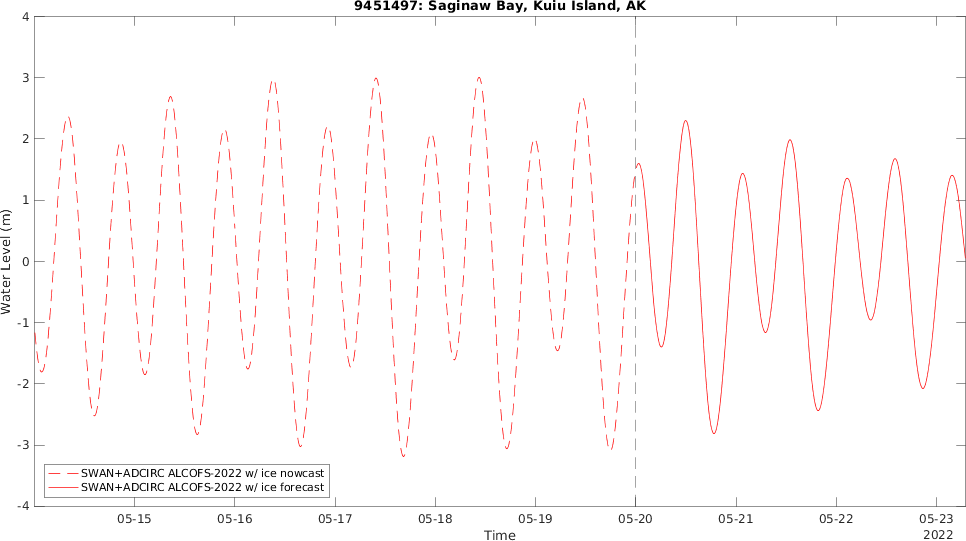 9451497: Saginaw Bay, Kuiu Island, AK
4
3
2
1
0
-1
-2
-3
-4
Water Level (m)
SWAN+ADCIRC ALCOFS-2022 w/ ice nowcast
SWAN+ADCIRC ALCOFS-2022 w/ ice forecast
05-15 05-16 05-17 05-18 05-19 05-20 05-21 05-22 05-23
Time
2022